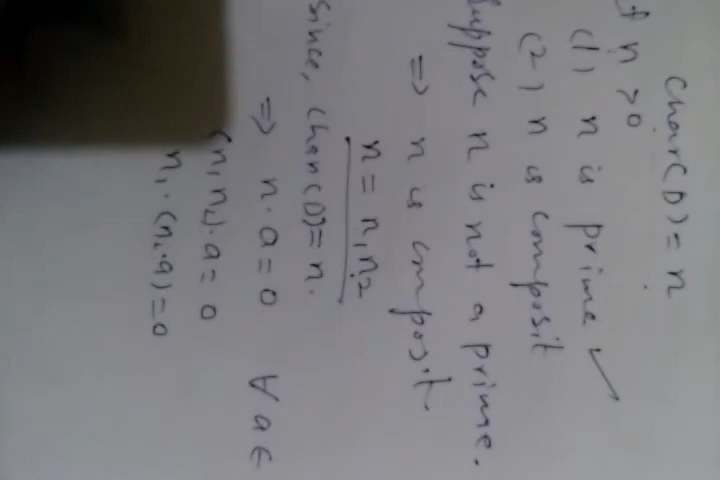 Char(D) = n
If n > 0
(1) n is prime ✓
(2) n is composit
Suppose n is not a prime.
⇒ n is composit.
n = n₁n₂
since, Char(D) = n.
⇒ n · a = 0 ∀ a ∈
(n₁n₂) · a = 0
n₁ · (n₂ · a) = 0